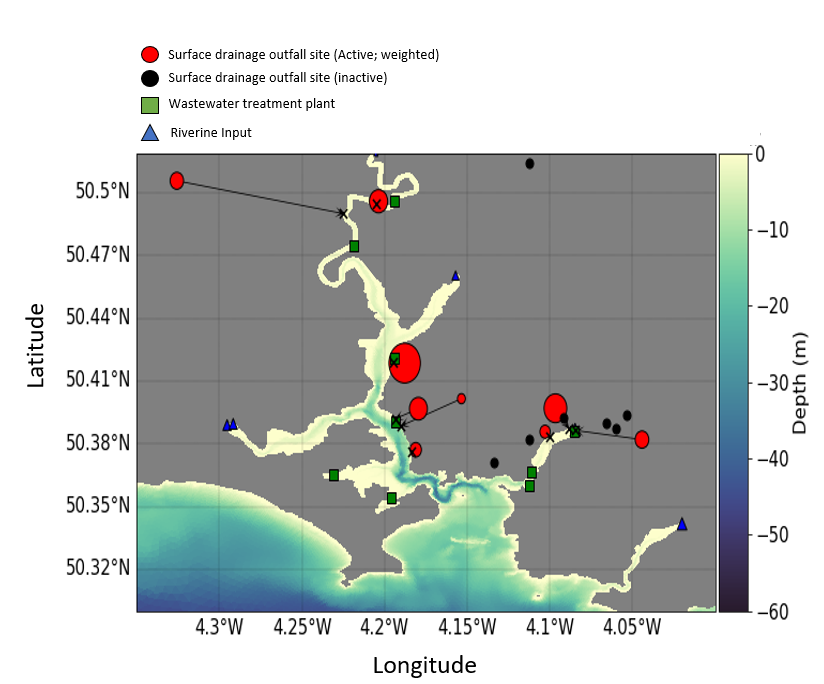 Surface drainage outfall site (Active; weighted)
Surface drainage outfall site (inactive)
Wastewater treatment plant
Riverine Input
50.5°N
50.47°N
50.44°N
50.41°N
50.38°N
50.35°N
50.32°N
Latitude
4.3°W
4.25°W
4.2°W
4.15°W
4.1°W
4.05°W
Longitude
0
−10
−20
−30
−40
−50
−60
Depth (m)